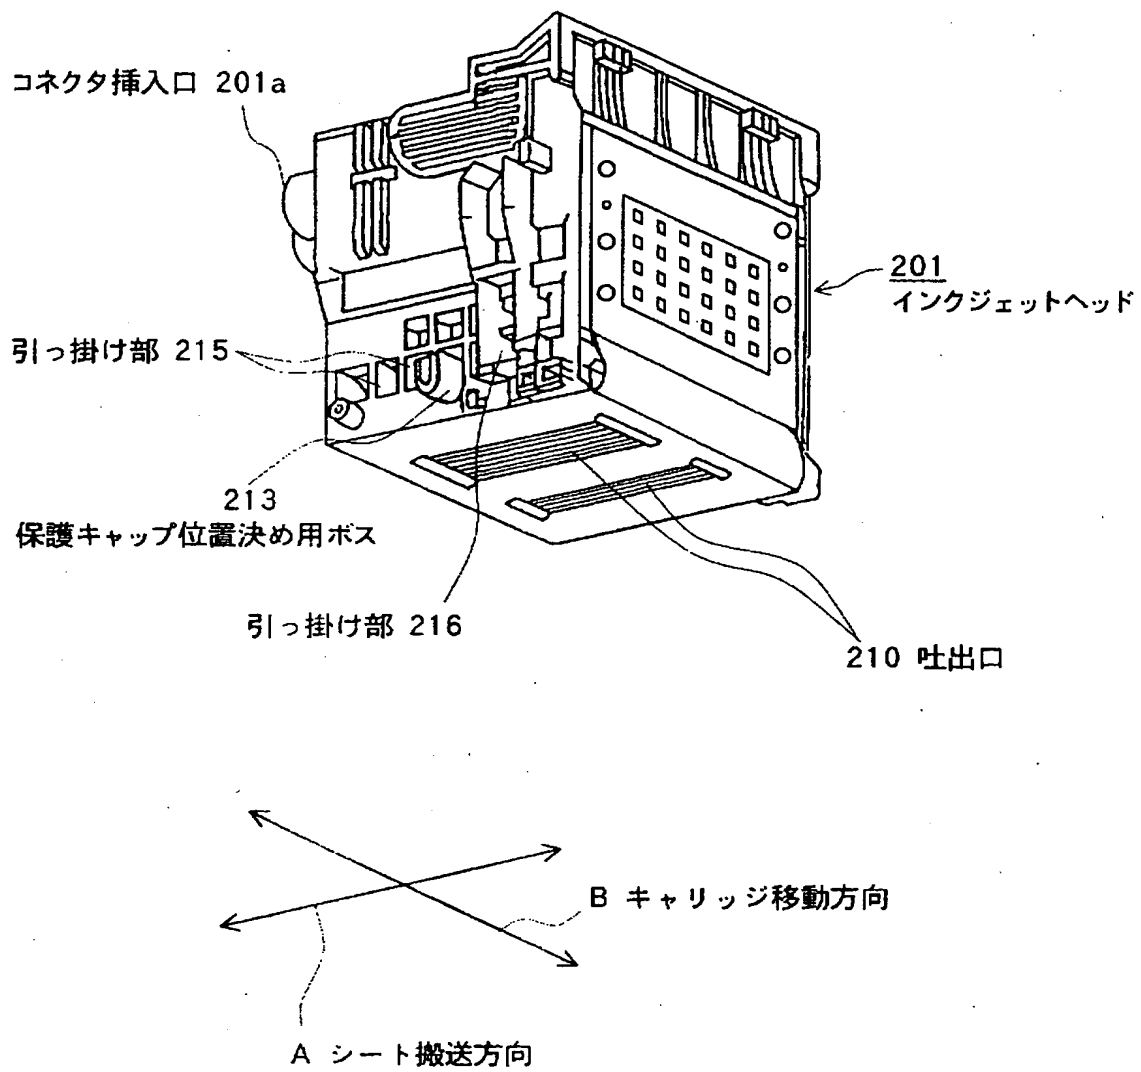 コネクタ挿入口 201a
201
インクジェットヘッド
引っ掛け部 215
213
保護キャップ位置決め用ボス
引っ掛け部 216
210 吐出口
B キャリッジ移動方向
A シート搬送方向